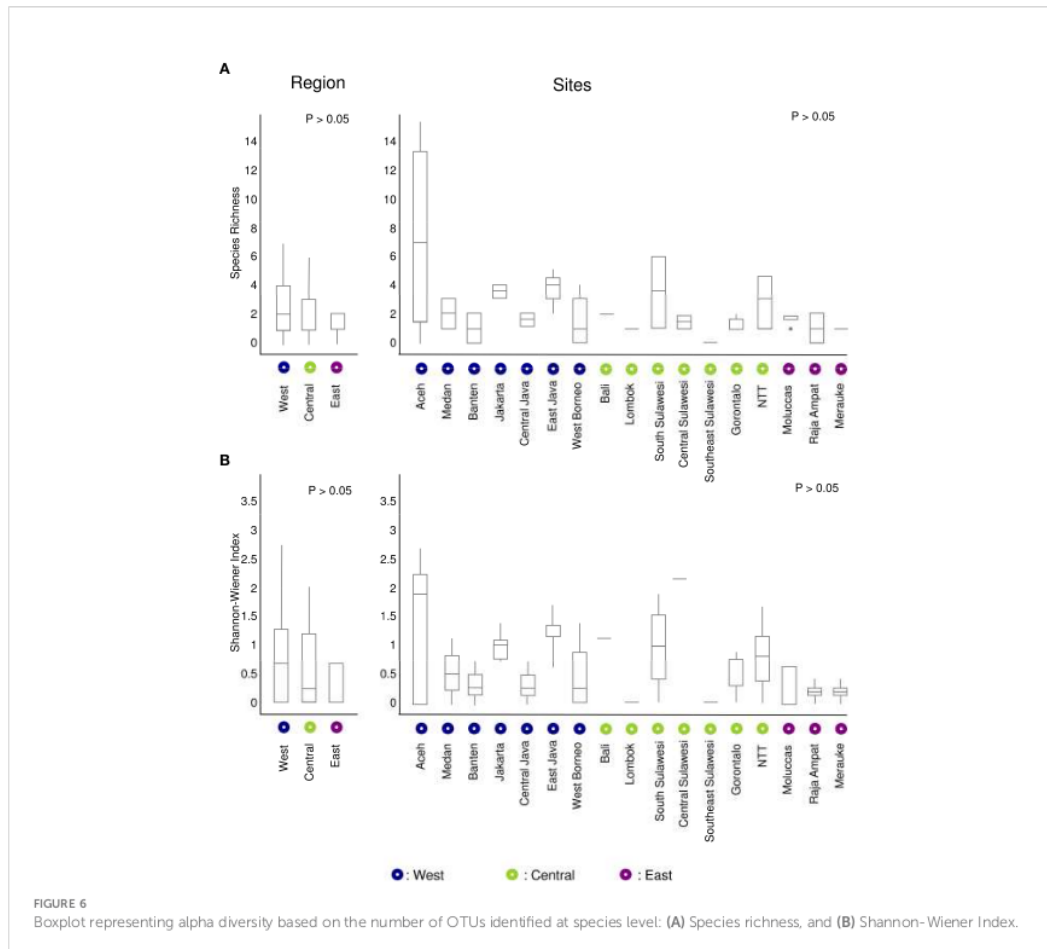 A
Region
Sites
P > 0.05
P > 0.05
Species Richness
14
12
10
8
6
4
2
0
14
12
10
8
6
4
2
0
West
Central
East
Aceh
Medan
Banten
Jakarta
Central Java
East Java
West Borneo
Bali
Lombok
South Sulawesi
Central Sulawesi
Southeast Sulawesi
Gorontalo
NTT
Moluccas
Raja Ampat
Merauke
B
P > 0.05
P > 0.05
Shannon-Wiener Index
3.5
3
2.5
2
1.5
1
0.5
0
3.5
3
2.5
2
1.5
1
0.5
0
West
Central
East
Aceh
Medan
Banten
Jakarta
Central Java
East Java
West Borneo
Bali
Lombok
South Sulawesi
Central Sulawesi
Southeast Sulawesi
Gorontalo
NTT
Moluccas
Raja Ampat
Merauke
: West
: Central
: East
FIGURE 6
Boxplot representing alpha diversity based on the number of OTUs identified at species level: (A) Species richness, and (B) Shannon-Wiener Index.